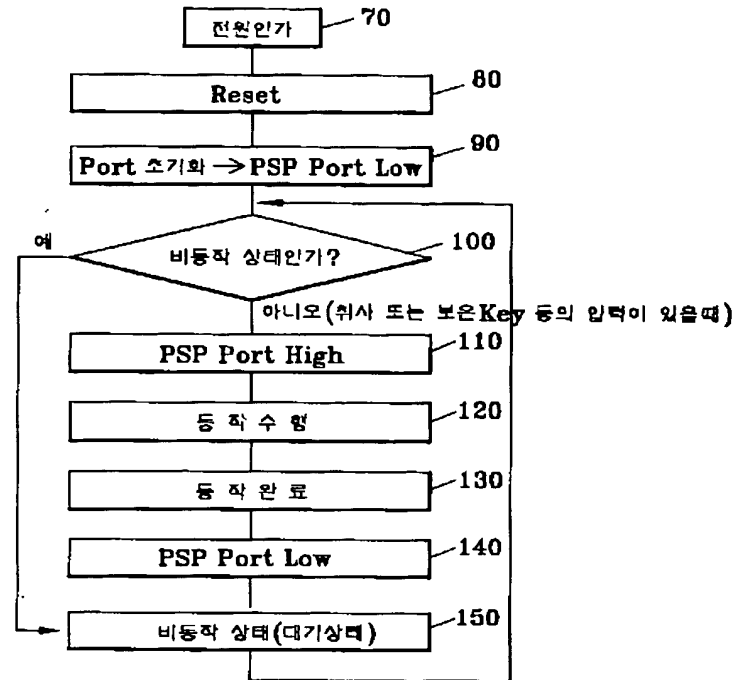 전원인가 70
Reset 80
Port 초기화 → PSP Port Low 90
예
비동작 상태인가? 100
아니오(취사 또는 보온Key 등의 입력이 있을때)
PSP Port High 110
동 작 수 행 120
동 작 완 료 130
PSP Port Low 140
비동작 상태(대기상태) 150